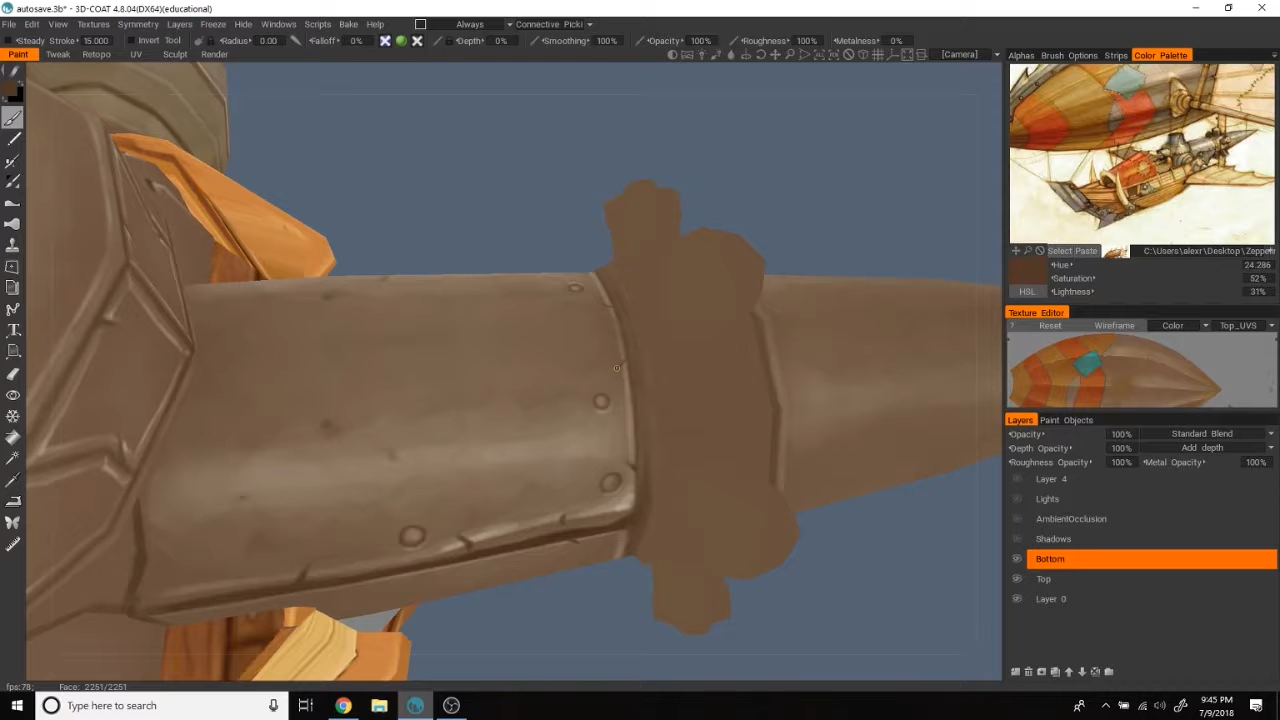 autosave.3b* - 3D-COAT 4.8.04(DX64)(educational)
File Edit View Textures Symmetry Layers Freeze Hide Windows Scripts Bake Help Always Connective Picki
Steady Stroke 15.000 Invert Tool Radius 0.00 Falloff 0% Depth 0% Smoothing 100% Opacity 100% Roughness 100% Metalness 0%
Paint Tweak Retopo UV Sculpt Render [Camera] Alphas Brush Options Strips Color Palette
Select Paste C:\Users\alexr\Desktop\Zeppel
Hue 24.286
Saturation 52%
HSL Lightness 31%
Texture Editor
? Reset Wireframe Color Top_UVS
Layers Paint Objects
Opacity 100% Standard Blend
Depth Opacity 100% Add depth
Roughness Opacity 100% Metal Opacity 100%
Layer 4
Lights
AmbientOcclusion
Shadows
Bottom
Top
Layer 0
fps:78; Face: 2251/2251
Type here to search
9:45 PM
7/9/2018